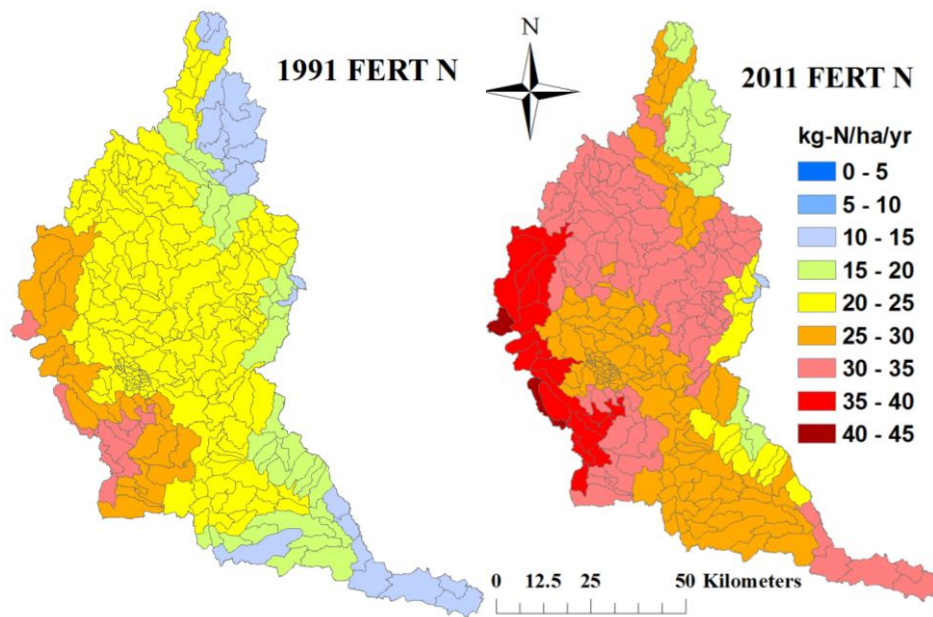 N
1991 FERT N
2011 FERT N
kg-N/ha/yr
0 - 5
5 - 10
10 - 15
15 - 20
20 - 25
25 - 30
30 - 35
35 - 40
40 - 45
0 12.5 25 50 Kilometers